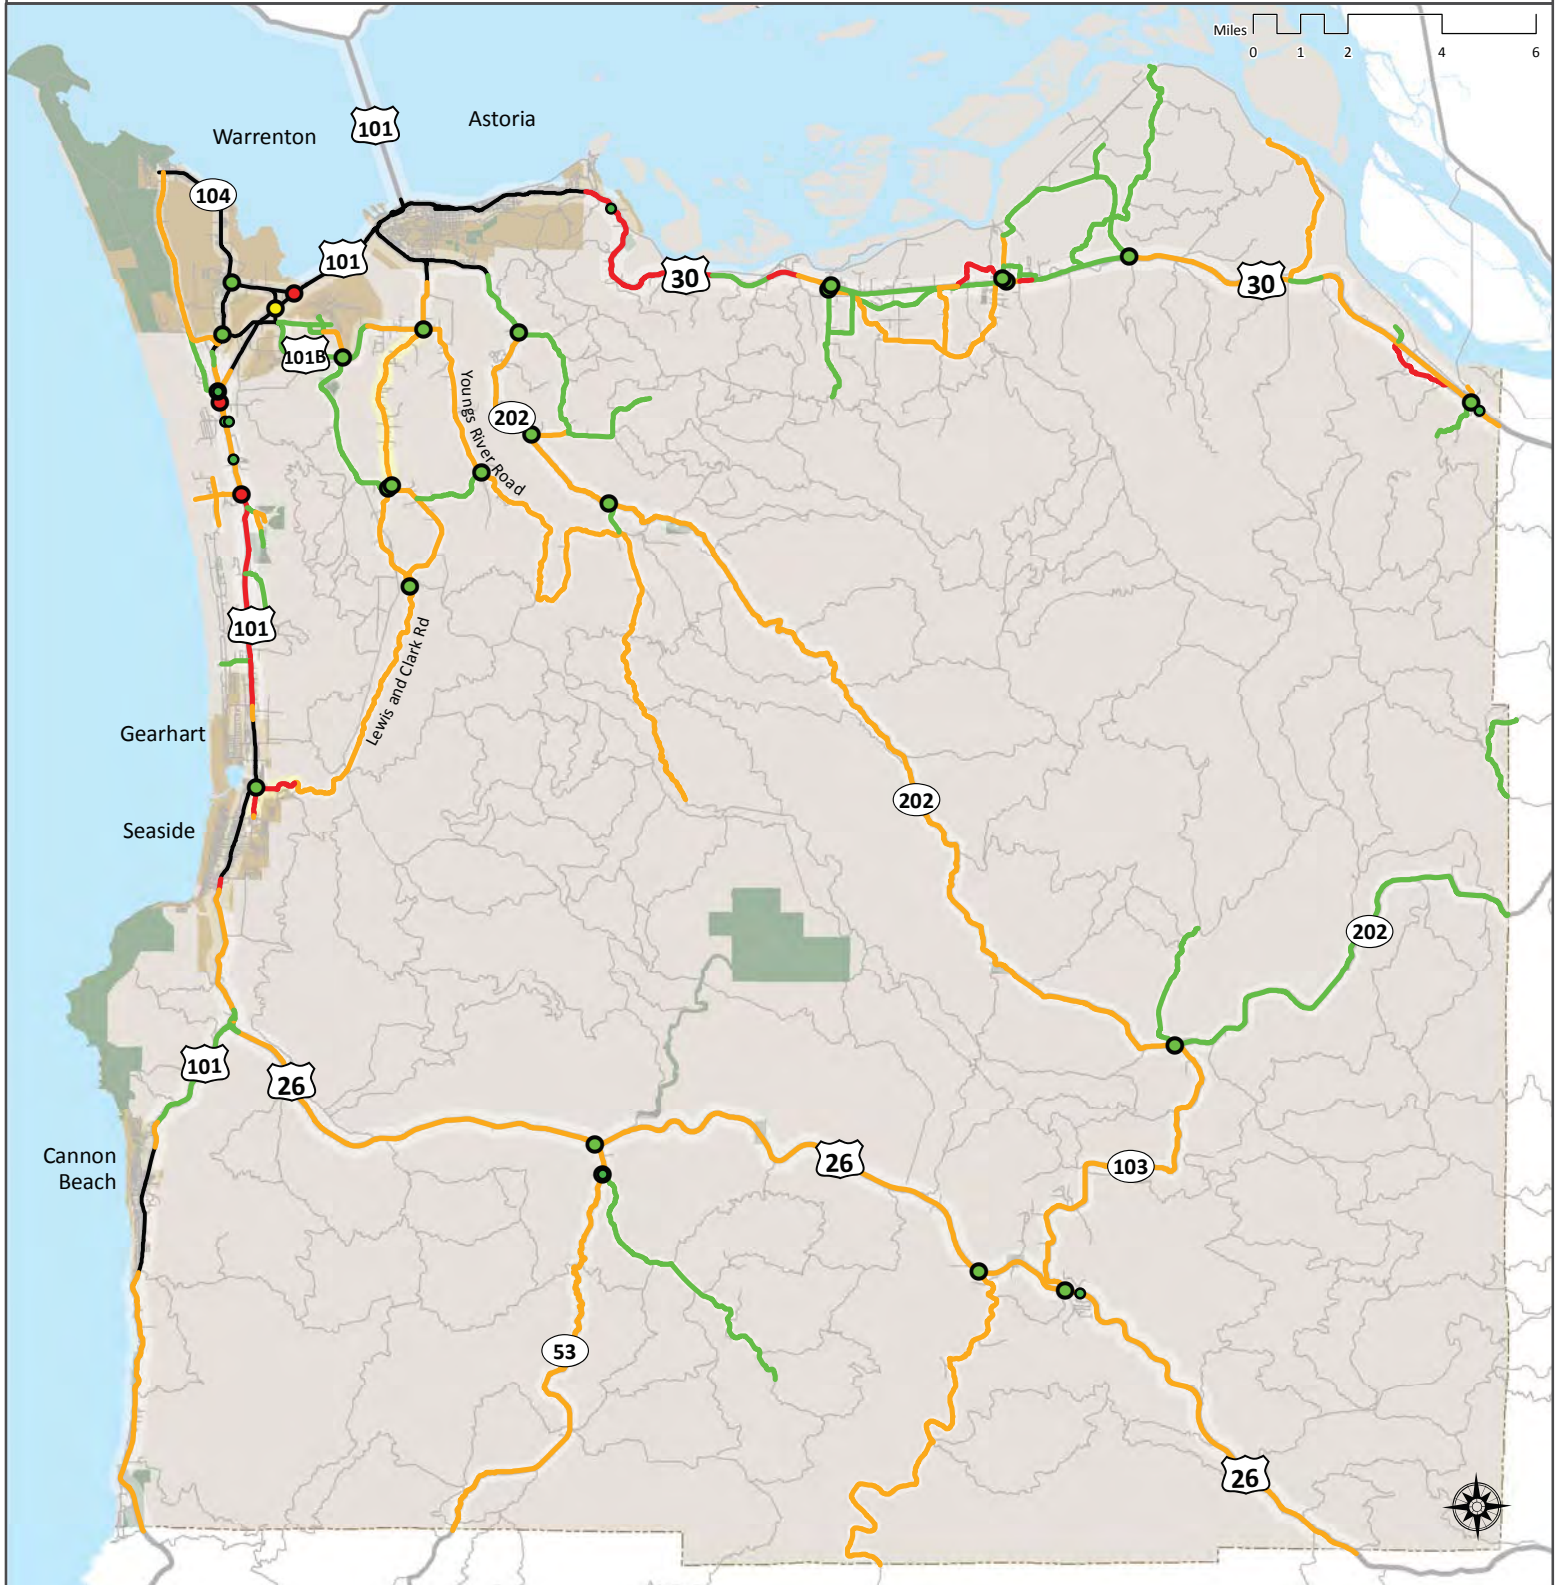 Miles
0 1 2 4 6
Astoria
101
Warrenton
104
101
30
30
101B
Youngs River Road
202
101
Lewis and Clark Rd
Gearhart
202
Seaside
202
101
26
Cannon
Beach
26
103
53
26